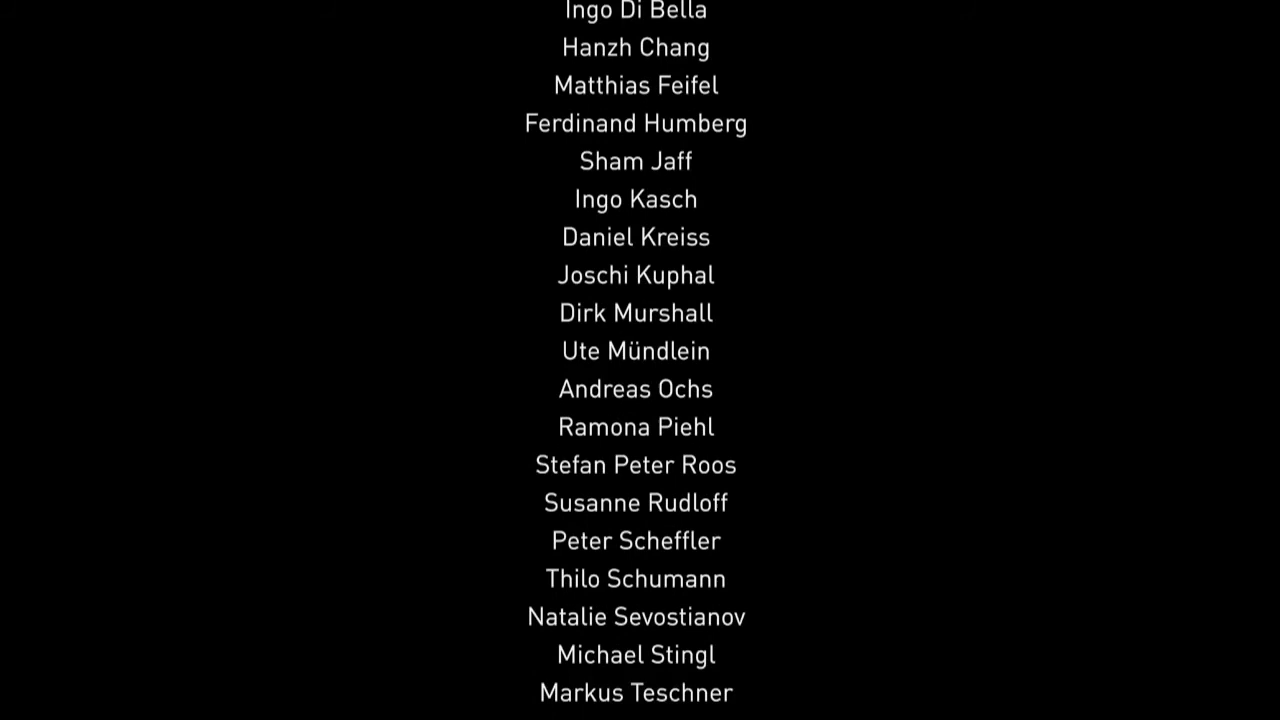 Ingo Di Bella
Hanzh Chang
Matthias Feifel
Ferdinand Humberg
Sham Jaff
Ingo Kasch
Daniel Kreiss
Joschi Kuphal
Dirk Murshall
Ute Mündlein
Andreas Ochs
Ramona Piehl
Stefan Peter Roos
Susanne Rudloff
Peter Scheffler
Thilo Schumann
Natalie Sevostianov
Michael Stingl
Markus Teschner